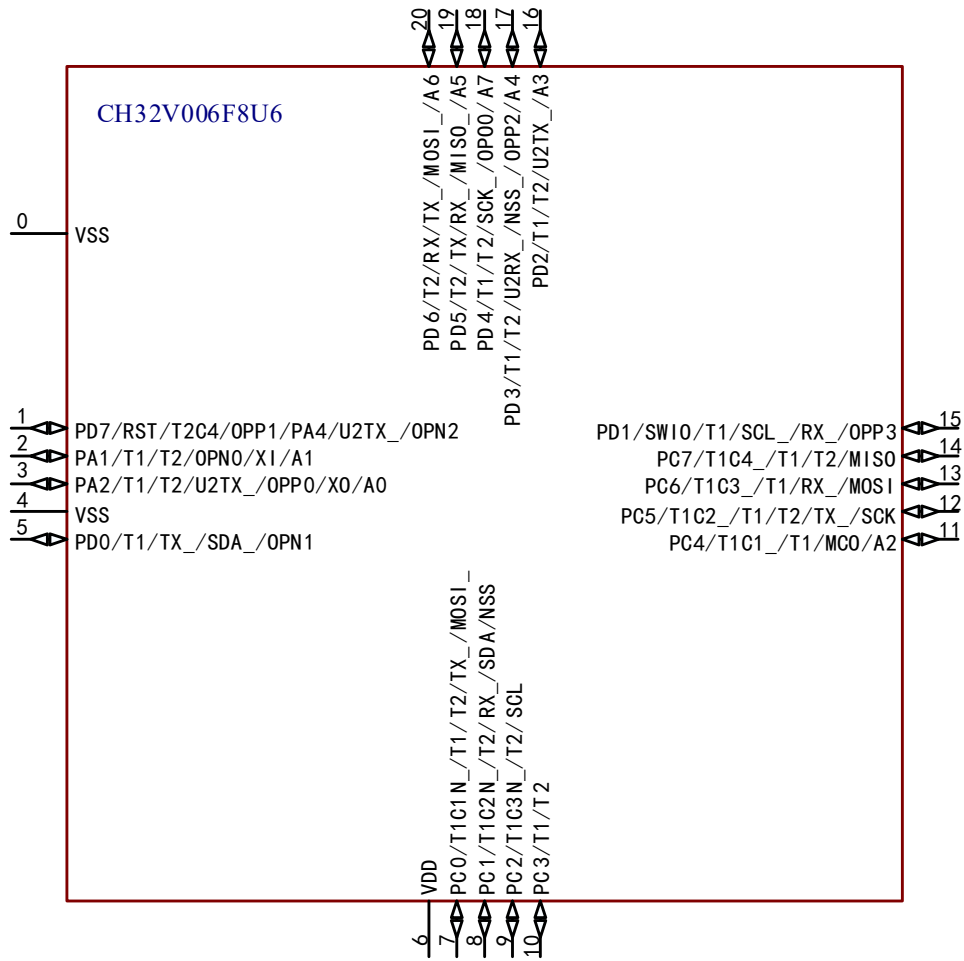 20
19
18
17
16
PD6/T2/RX/TX_/MOSI_/A6
PD5/T2/TX/RX_/MISO_/A5
PD4/T1/T2/SCK_/OPO0/A7
PD3/T1/T2/U2RX_/NSS_/OPP2/A4
PD2/T1/T2/U2TX_/A3
CH32V006F8U6
0
VSS
1
PD7/RST/T2C4/OPP1/PA4/U2TX_/OPN2
2
PA1/T1/T2/OPN0/XI/A1
3
PA2/T1/T2/U2TX_/OPP0/XO/A0
4
VSS
5
PD0/T1/TX_/SDA_/OPN1
PD1/SWIO/T1/SCL_/RX_/OPP3
15
PC7/T1C4_/T1/T2/MISO
14
PC6/T1C3_/T1/RX_/MOSI
13
PC5/T1C2_/T1/T2/TX_/SCK
12
PC4/T1C1_/T1/MCO/A2
11
VDD
PC0/T1C1N_/T1/T2/TX_/MOSI_
PC1/T1C2N_/T2/RX_/SDA/NSS
PC2/T1C3N_/T2/SCL
PC3/T1/T2
6
7
8
9
10